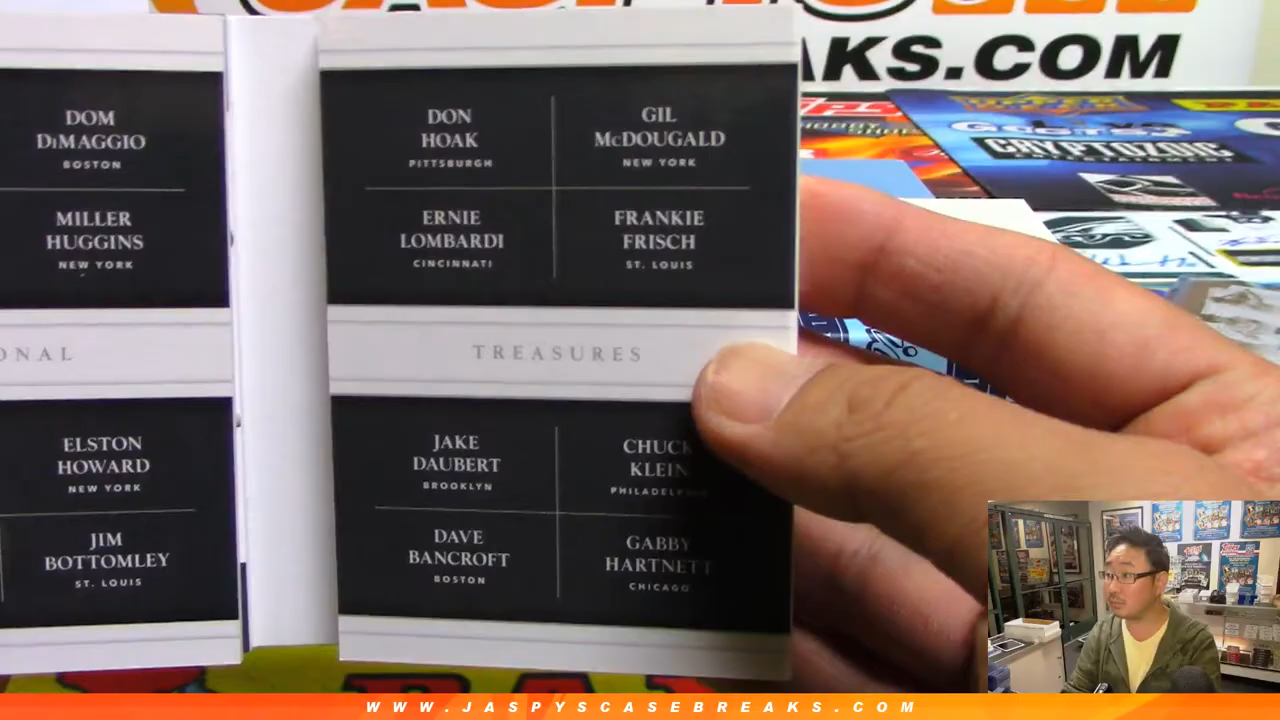 AKS.COM
DOM
DiMAGGIO
BOSTON
MILLER
HUGGINS
NEW YORK
DON
HOAK
PITTSBURGH
GIL
McDOUGALD
NEW YORK
ERNIE
LOMBARDI
CINCINNATI
FRANKIE
FRISCH
ST. LOUIS
ONAL
TREASURES
ELSTON
HOWARD
NEW YORK
JIM
BOTTOMLEY
ST. LOUIS
JAKE
DAUBERT
BROOKLYN
CHUCK
KLEIN
PHILADELPHIA
DAVE
BANCROFT
BOSTON
GABBY
HARTNETT
CHICAGO
CRYPTOZOIC
ENTERTAINMENT
WWW.JASPYSCASEBREAKS.COM